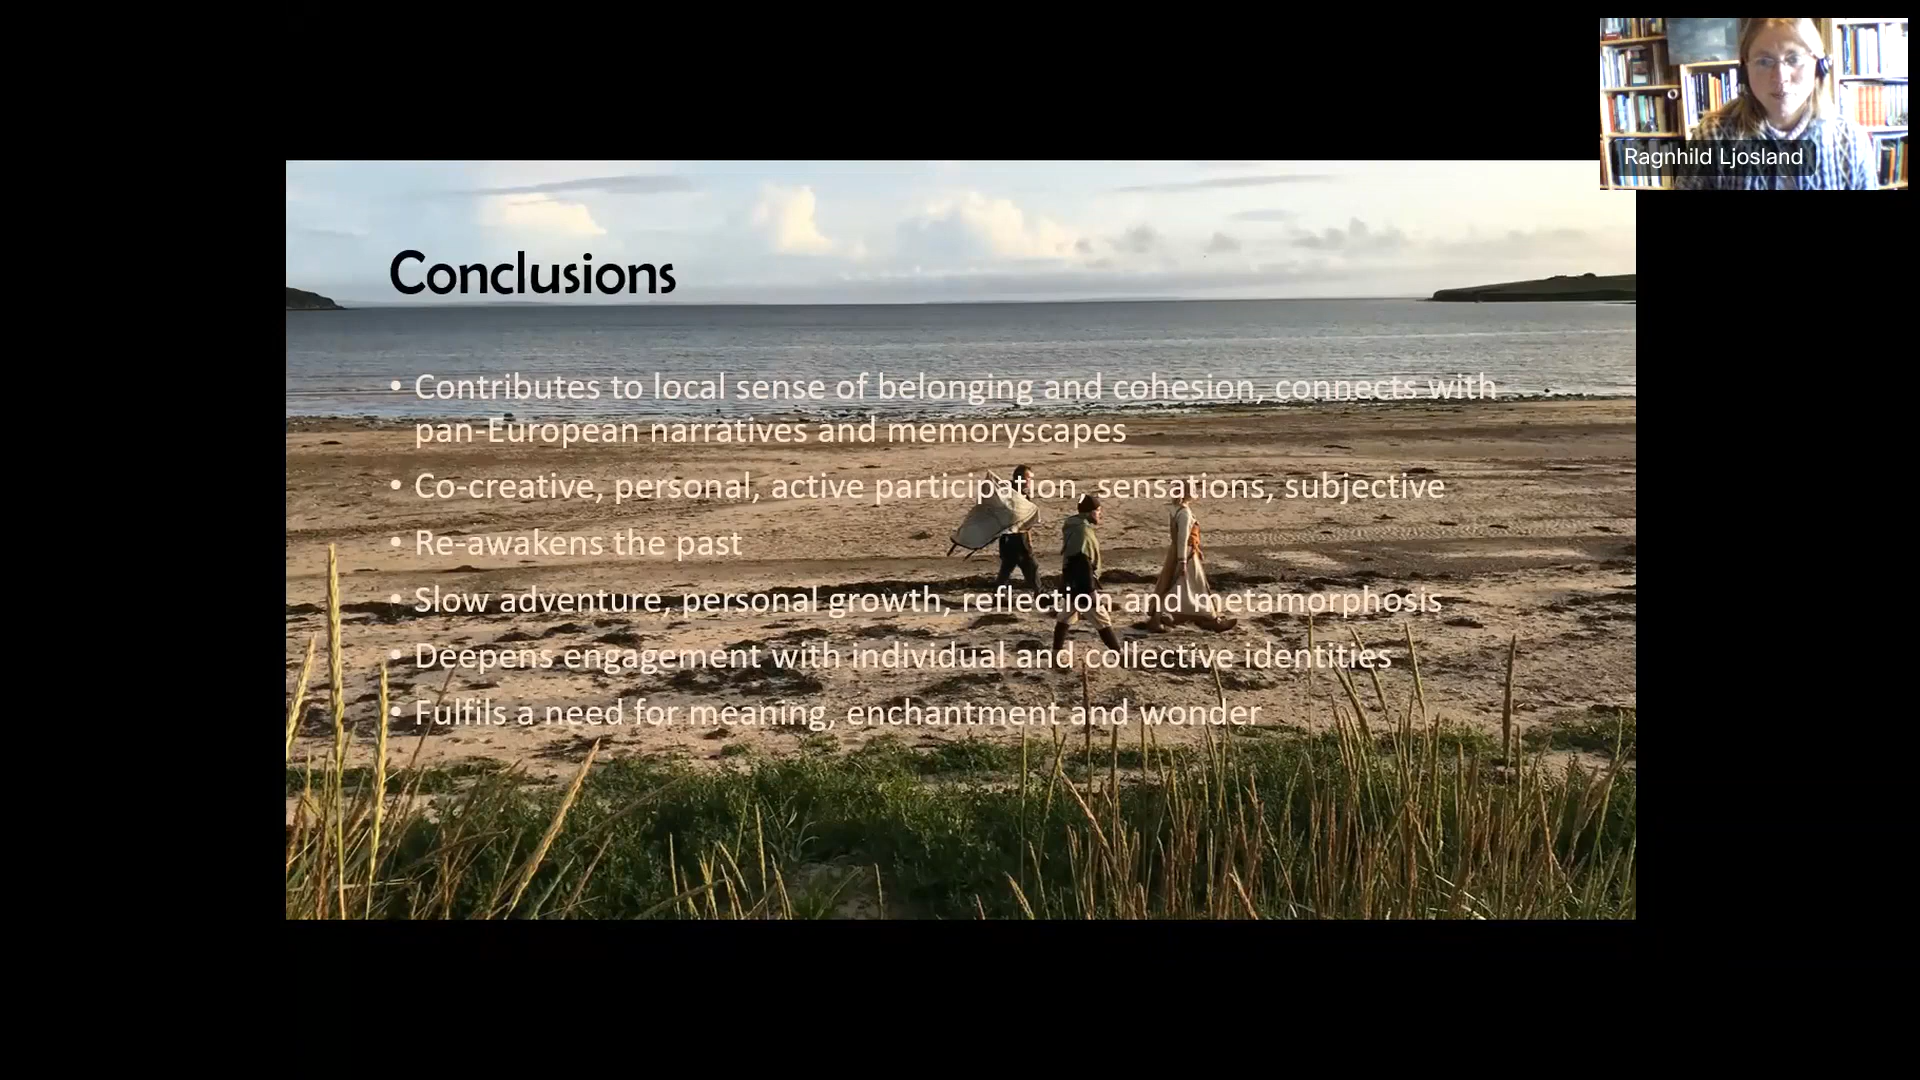 Ragnhild Ljosland
Conclusions
• Contributes to local sense of belonging and cohesion, connects with
pan-European narratives and memoryscapes
• Co-creative, personal, active participation, sensations, subjective
• Re-awakens the past
• Slow adventure, personal growth, reflection and metamorphosis
• Deepens engagement with individual and collective identities
• Fulfils a need for meaning, enchantment and wonder